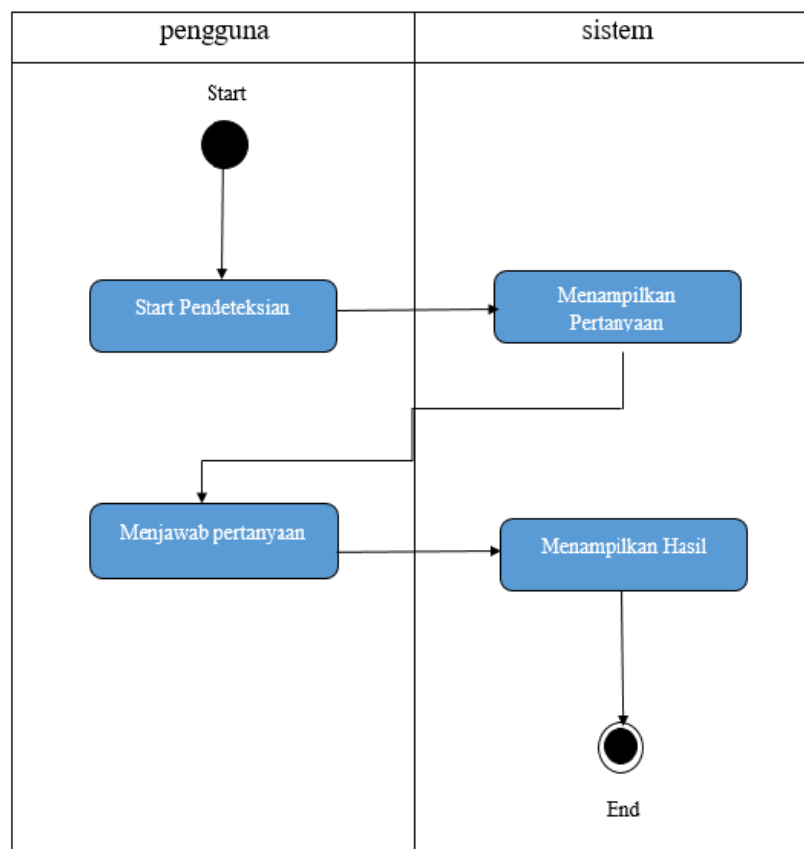 pengguna
sistem
Start
Start Pendeteksian
Menampilkan
Pertanyaan
Menjawab pertanyaan
Menampilkan Hasil
End